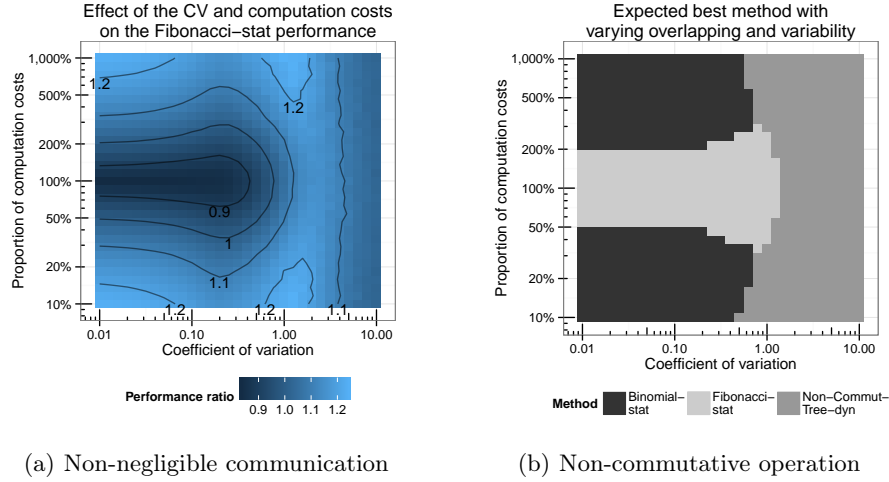 Effect of the CV and computation costs
on the Fibonacci−stat performance
Proportion of computation costs
1,000%
500%
200%
100%
50%
20%
10%
1.2
1.2
0.9
1
1.1
1.2
1.2
1.1
0.01
0.10
1.00
10.00
Coefficient of variation
Performance ratio
0.9
1.0
1.1
1.2
(a) Non-negligible communication
Expected best method with
varying overlapping and variability
Proportion of computation costs
1,000%
500%
200%
100%
50%
20%
10%
0.01
0.10
1.00
10.00
Coefficient of variation
Method
Binomial−
stat
Fibonacci−
stat
Non−Commut−
Tree−dyn
(b) Non-commutative operation